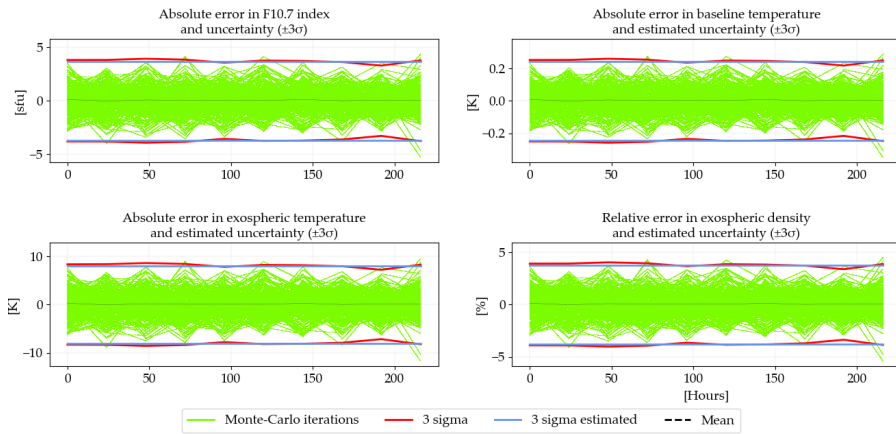 Absolute error in F10.7 index
and uncertainty (±3σ)
5
0
−5
[sfu]
0 50 100 150 200
Absolute error in baseline temperature
and estimated uncertainty (±3σ)
0.2
0.0
−0.2
[K]
0 50 100 150 200
Absolute error in exospheric temperature
and estimated uncertainty (±3σ)
10
0
−10
[K]
0 50 100 150 200
Relative error in exospheric density
and estimated uncertainty (±3σ)
5
0
−5
[%]
0 50 100 150 200
[Hours]
Monte-Carlo iterations 3 sigma 3 sigma estimated Mean